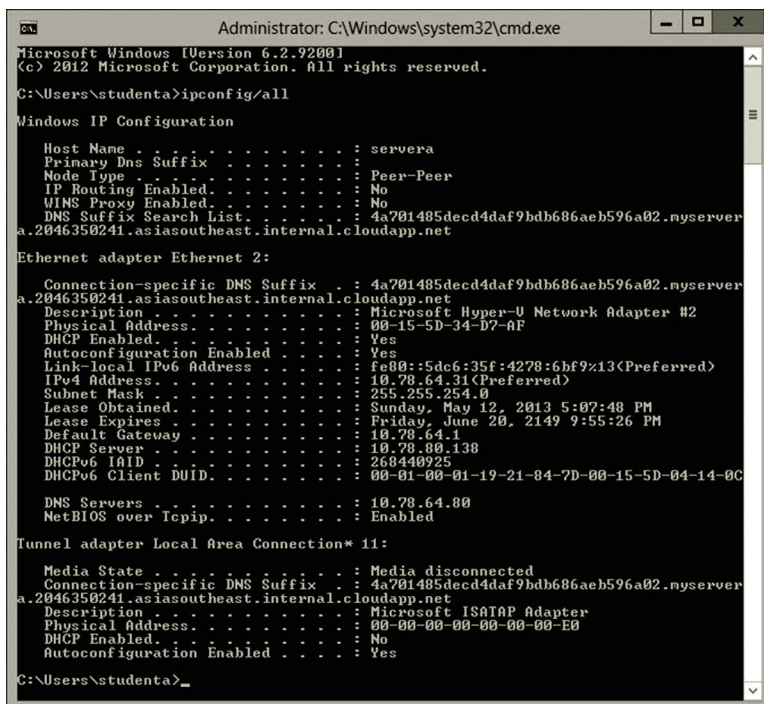 Administrator: C:\Windows\system32\cmd.exe
Microsoft Windows [Version 6.2.9200]
(c) 2012 Microsoft Corporation. All rights reserved.
C:\Users\studenta>ipconfig/all
Windows IP Configuration
Host Name . . . . . . . . . . . . : servera
Primary Dns Suffix . . . . . . . :
Node Type . . . . . . . . . . . . : Peer-Peer
IP Routing Enabled. . . . . . . . : No
WINS Proxy Enabled. . . . . . . . : No
DNS Suffix Search List. . . . . . : 4a701485decd4daf9bdb686aeb596a02.myserver
a.2046350241.asiasoutheast.internal.cloudapp.net
Ethernet adapter Ethernet 2:
Connection-specific DNS Suffix  . : 4a701485decd4daf9bdb686aeb596a02.myserver
a.2046350241.asiasoutheast.internal.cloudapp.net
Description . . . . . . . . . . . : Microsoft Hyper-V Network Adapter #2
Physical Address. . . . . . . . . : 00-15-5D-34-D7-AF
DHCP Enabled. . . . . . . . . . . : Yes
Autoconfiguration Enabled . . . . : Yes
Link-local IPv6 Address . . . . . : fe80::5dc6:35f:4278:6bf9%13(Preferred)
IPv4 Address. . . . . . . . . . . : 10.78.64.31(Preferred)
Subnet Mask . . . . . . . . . . . : 255.255.254.0
Lease Obtained. . . . . . . . . . : Sunday, May 12, 2013 5:07:48 PM
Lease Expires . . . . . . . . . . : Friday, June 20, 2149 9:55:26 PM
Default Gateway . . . . . . . . . : 10.78.64.1
DHCP Server . . . . . . . . . . . : 10.78.80.138
DHCPv6 IAID . . . . . . . . . . . : 268440925
DHCPv6 Client DUID. . . . . . . . : 00-01-00-01-19-21-84-7D-00-15-5D-04-14-0C
DNS Servers . . . . . . . . . . . : 10.78.64.80
NetBIOS over Tcpip. . . . . . . . : Enabled
Tunnel adapter Local Area Connection* 11:
Media State . . . . . . . . . . . : Media disconnected
Connection-specific DNS Suffix  . : 4a701485decd4daf9bdb686aeb596a02.myserver
a.2046350241.asiasoutheast.internal.cloudapp.net
Description . . . . . . . . . . . : Microsoft ISATAP Adapter
Physical Address. . . . . . . . . : 00-00-00-00-00-00-00-E0
DHCP Enabled. . . . . . . . . . . : No
Autoconfiguration Enabled . . . . : Yes
C:\Users\studenta>_